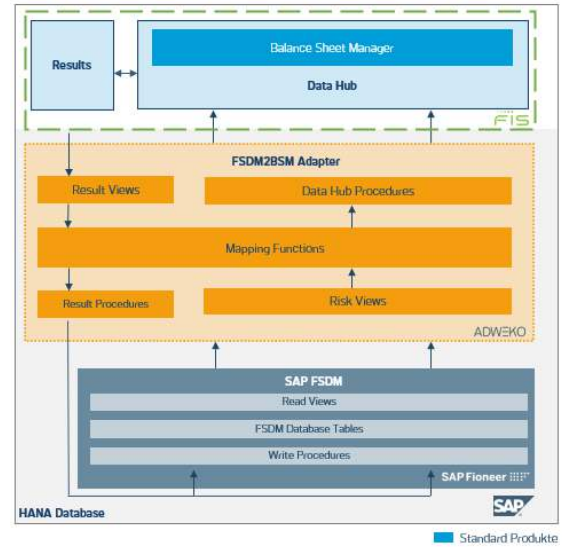 Balance Sheet Manager
Results
Data Hub
FIS
FSDM2BSM Adapter
Result Views
Data Hub Procedures
Mapping Functions
Result Procedures
Risk Views
ADWEKO
SAP FSDM
Read Views
FSDM Database Tables
Write Procedures
SAP Fioneer
HANA Database
SAP
Standard Produkte